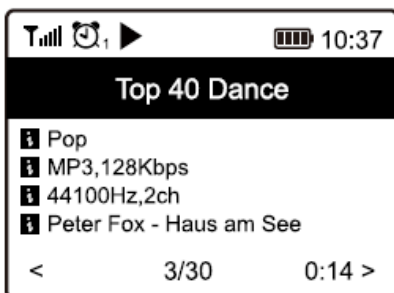 1 10:37
Top 40 Dance
i Pop
i MP3,128Kbps
i 44100Hz,2ch
i Peter Fox - Haus am See
< 3/30 0:14 >